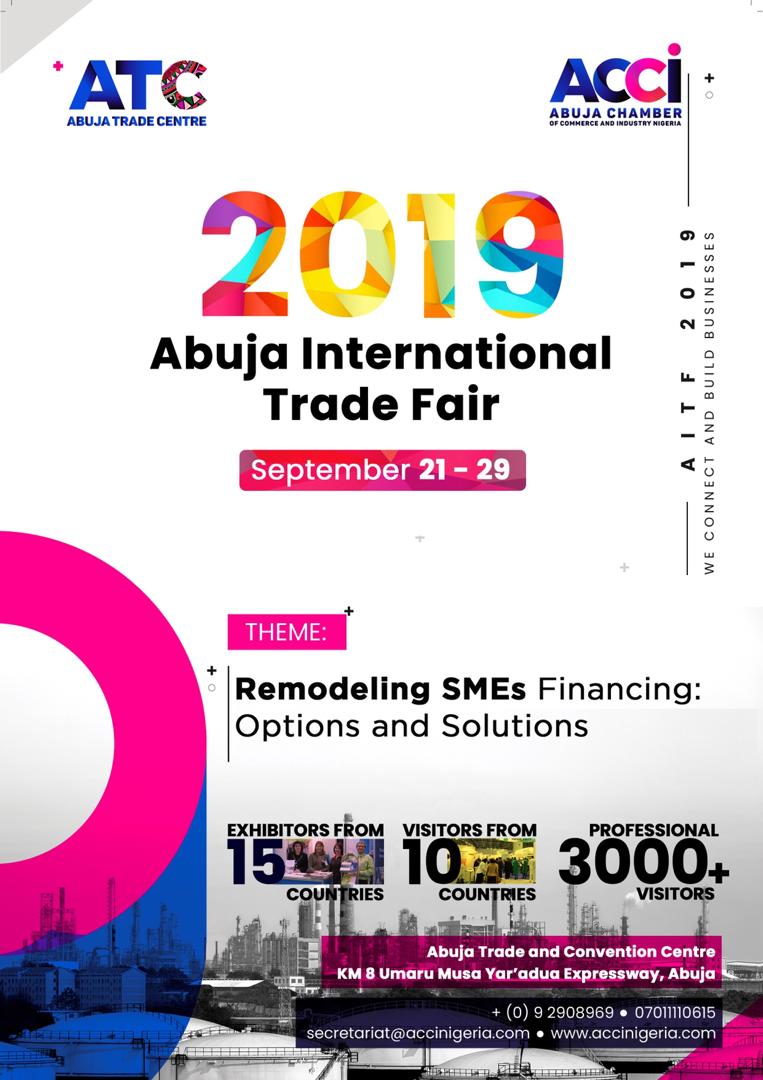 ATC
ABUJA TRADE CENTRE
ACCI
ABUJA CHAMBER
OF COMMERCE AND INDUSTRY NIGERIA
2019
Abuja International
Trade Fair
September 21 - 29
AITF 2019
WE CONNECT AND BUILD BUSINESSES
THEME:
Remodeling SMEs Financing:
Options and Solutions
EXHIBITORS FROM
15
COUNTRIES
VISITORS FROM
10
COUNTRIES
PROFESSIONAL
3000+
VISITORS
Abuja Trade and Convention Centre
KM 8 Umaru Musa Yar’adua Expressway, Abuja
+ (0) 9 2908969 ● 07011110615
secretariat@accinigeria.com ● www.accinigeria.com